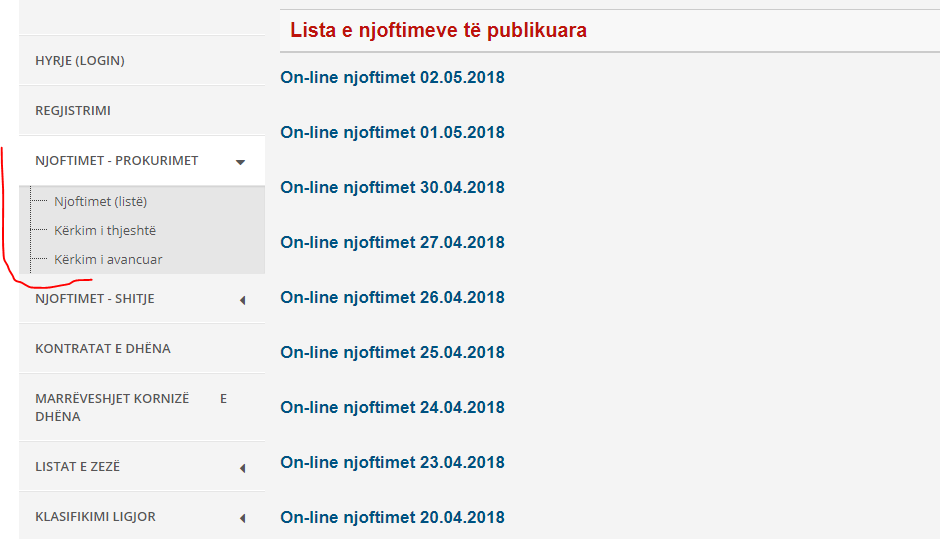 HYRJE (LOGIN)
REGJISTRIMI
NJOFTIMET - PROKURIMET
Njoftimet (listë)
Kërkim i thjeshtë
Kërkim i avancuar
NJOFTIMET - SHITJE
KONTRATAT E DHËNA
MARRËVESHJET KORNIZË E
DHËNA
LISTAT E ZEZË
KLASIFIKIMI LIGJOR
Lista e njoftimeve të publikuara
On-line njoftimet 02.05.2018
On-line njoftimet 01.05.2018
On-line njoftimet 30.04.2018
On-line njoftimet 27.04.2018
On-line njoftimet 26.04.2018
On-line njoftimet 25.04.2018
On-line njoftimet 24.04.2018
On-line njoftimet 23.04.2018
On-line njoftimet 20.04.2018